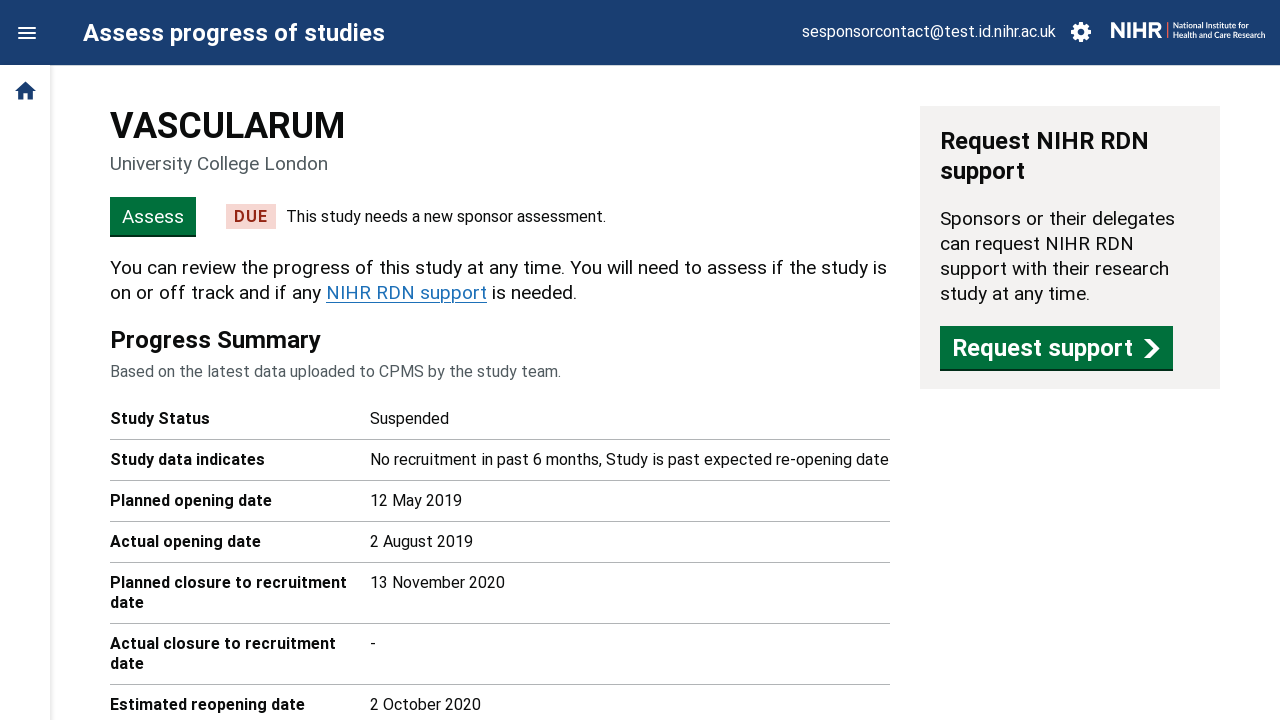 Assess progress of studies
sesponsorcontact@test.id.nihr.ac.uk
NIHR | National Institute for
Health and Care Research
VASCULARUM
University College London
Assess
DUE This study needs a new sponsor assessment.
You can review the progress of this study at any time. You will need to assess if the study is
on or off track and if any NIHR RDN support is needed.
Progress Summary
Based on the latest data uploaded to CPMS by the study team.
Study Status Suspended
Study data indicates No recruitment in past 6 months, Study is past expected re-opening date
Planned opening date 12 May 2019
Actual opening date 2 August 2019
Planned closure to recruitment 13 November 2020
date
Actual closure to recruitment -
date
Estimated reopening date 2 October 2020
Request NIHR RDN
support
Sponsors or their delegates
can request NIHR RDN
support with their research
study at any time.
Request support